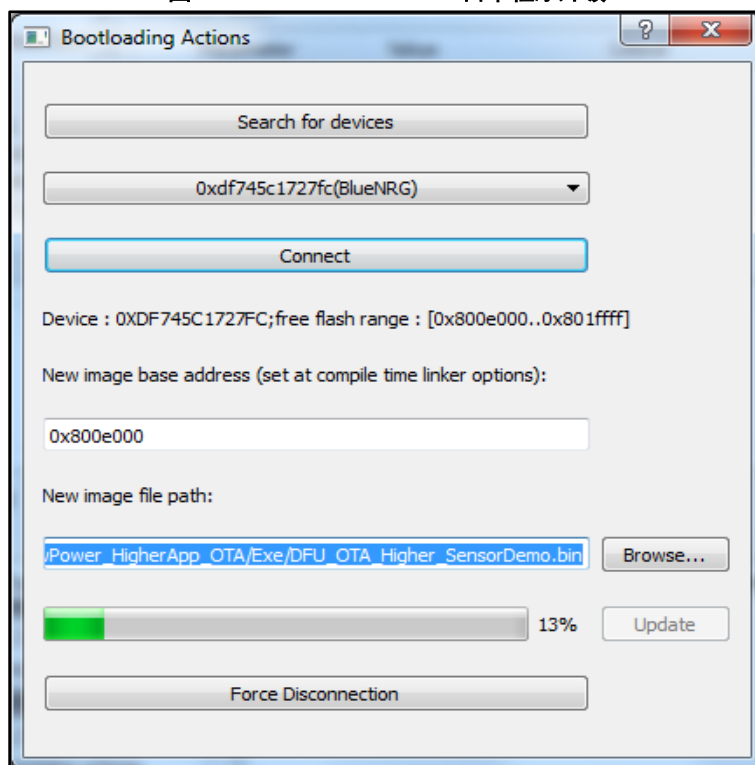 Bootloading Actions
Search for devices
0xdf745c1727fc(BlueNRG)
Connect
Device : 0XDF745C1727FC;free flash range : [0x800e000..0x801ffff]
New image base address (set at compile time linker options):
0x800e000
New image file path:
Power_HigherApp_OTA/Exe/DFU_OTA_Higher_SensorDemo.bin Browse...
13% Update
Force Disconnection